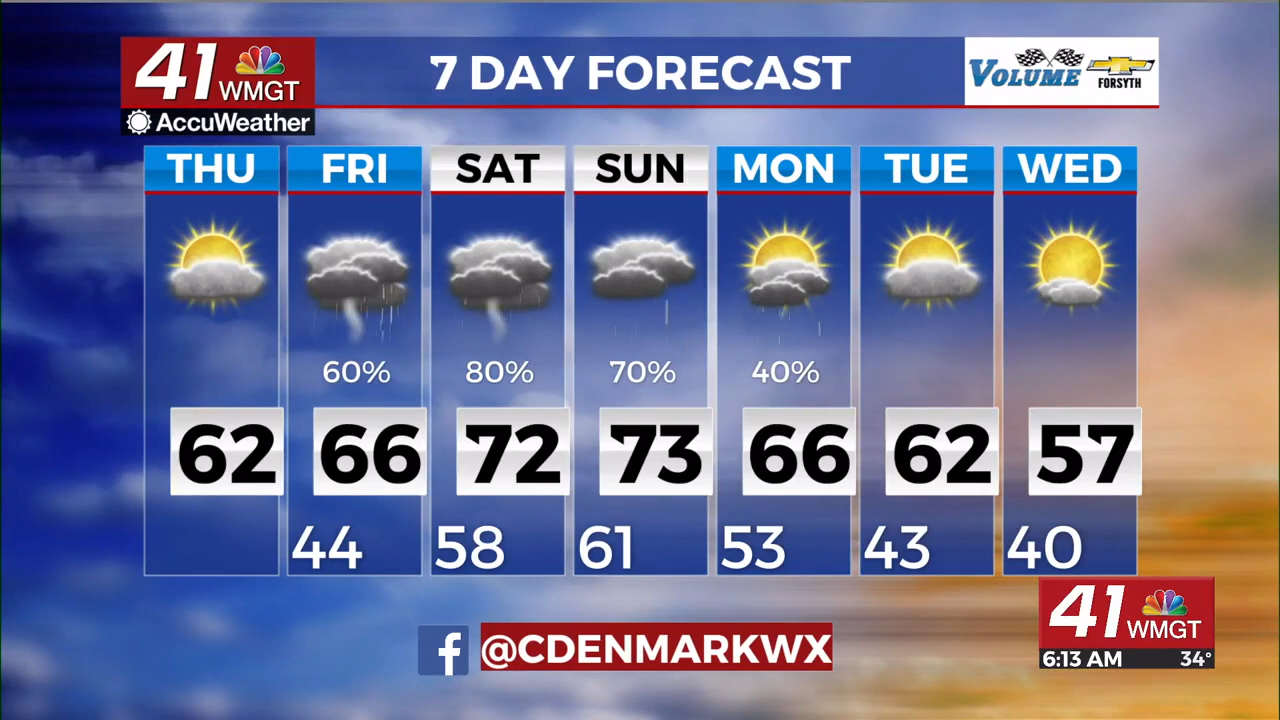 41 WMGT
AccuWeather
7 DAY FORECAST
VOLUME FORSYTH
THU FRI SAT SUN MON TUE WED
60% 80% 70% 40%
62 66 72 73 66 62 57
44 58 61 53 43 40
f @CDENMARKWX
41 WMGT
6:13 AM 34°